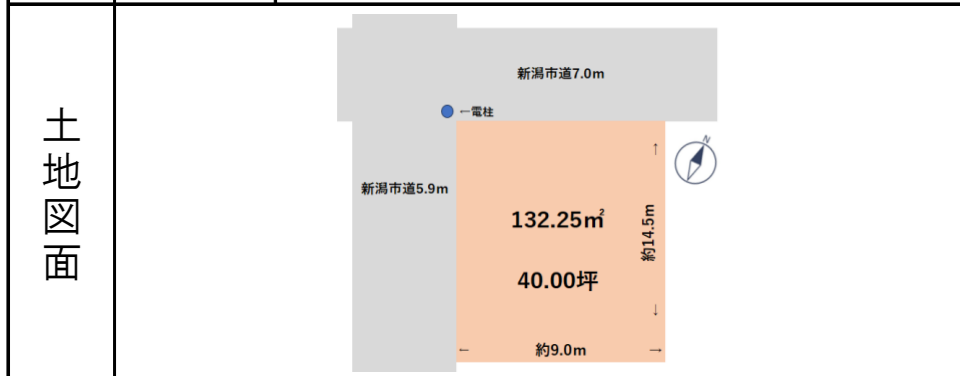 土地図面
新潟市道7.0m
←電柱
N
新潟市道5.9m
↑
132.25㎡
約14.5m
40.00坪
↓
← 約9.0m →